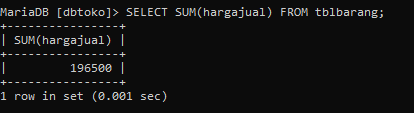 MariaDB [dbtoko]> SELECT SUM(hargajual) FROM tblbarang;
+----------------+
| SUM(hargajual) |
+----------------+
|         196500 |
+----------------+
1 row in set (0.001 sec)